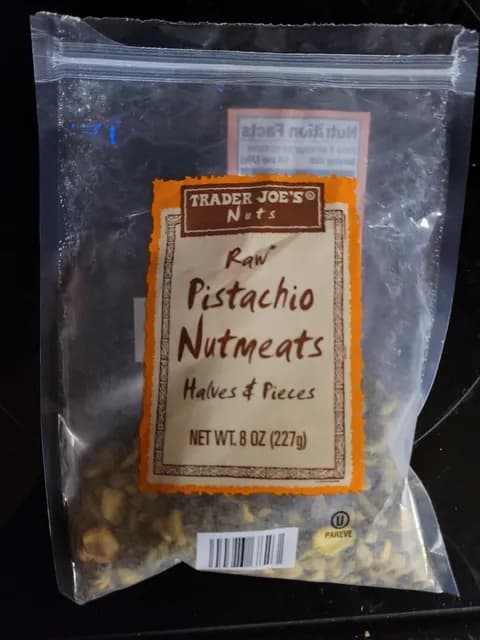 Nutrition Facts
TRADER JOE'S®
Nuts
Raw*
Pistachio
Nutmeats
Halves & Pieces
NET WT. 8 OZ (227g)
U
PAREVE